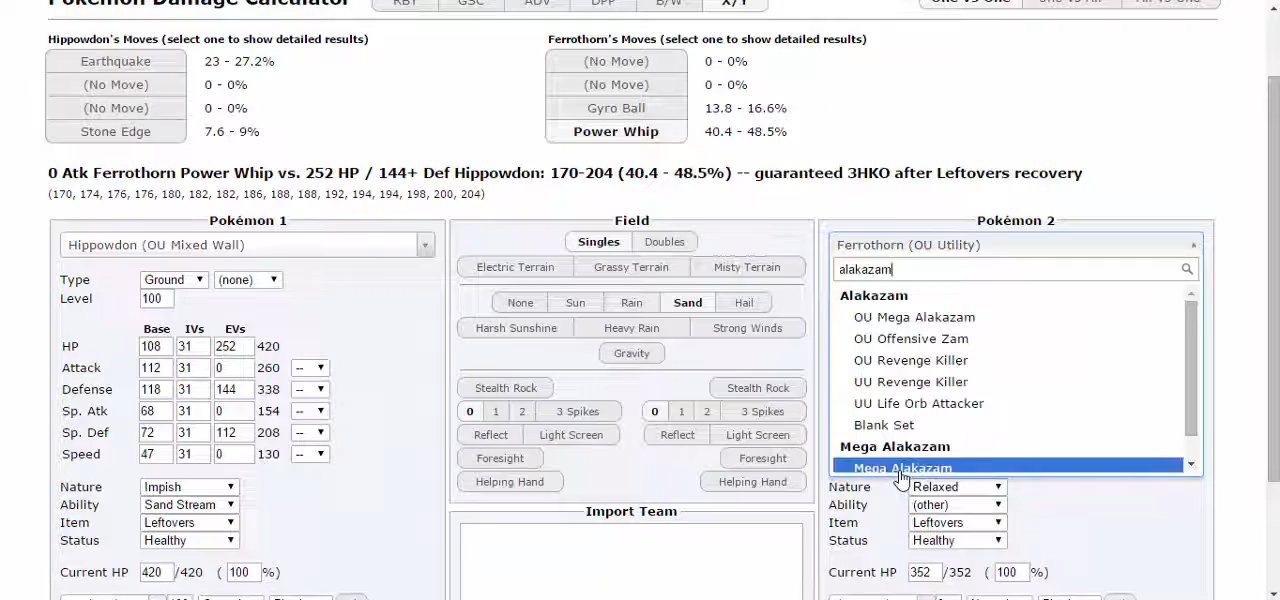 Pokémon Damage Calculator RBY GSC ADV DPP B/W X/Y One vs One One vs All All vs One
Hippowdon's Moves (select one to show detailed results)
Earthquake 23 - 27.2%
(No Move) 0 - 0%
(No Move) 0 - 0%
Stone Edge 7.6 - 9%
Ferrothorn's Moves (select one to show detailed results)
(No Move) 0 - 0%
(No Move) 0 - 0%
Gyro Ball 13.8 - 16.6%
Power Whip 40.4 - 48.5%
0 Atk Ferrothorn Power Whip vs. 252 HP / 144+ Def Hippowdon: 170-204 (40.4 - 48.5%) -- guaranteed 3HKO after Leftovers recovery
(170, 174, 176, 176, 180, 182, 182, 186, 188, 188, 192, 194, 194, 198, 200, 204)
Pokémon 1
Hippowdon (OU Mixed Wall)
Type Ground (none)
Level 100
Base IVs EVs
HP 108 31 252 420
Attack 112 31 0 260 --
Defense 118 31 144 338 --
Sp. Atk 68 31 0 154 --
Sp. Def 72 31 112 208 --
Speed 47 31 0 130 --
Nature Impish
Ability Sand Stream
Item Leftovers
Status Healthy
Current HP 420 /420 ( 100 %)
Field
Singles Doubles
Electric Terrain Grassy Terrain Misty Terrain
None Sun Rain Sand Hail
Harsh Sunshine Heavy Rain Strong Winds
Gravity
Stealth Rock Stealth Rock
0 1 2 3 Spikes 0 1 2 3 Spikes
Reflect Light Screen Reflect Light Screen
Foresight Foresight
Helping Hand Helping Hand
Import Team
Pokémon 2
Ferrothorn (OU Utility)
alakazam
Alakazam
OU Mega Alakazam
OU Offensive Zam
OU Revenge Killer
UU Revenge Killer
UU Life Orb Attacker
Blank Set
Mega Alakazam
Mega Alakazam
Nature Relaxed
Ability (other)
Item Leftovers
Status Healthy
Current HP 352 /352 ( 100 %)